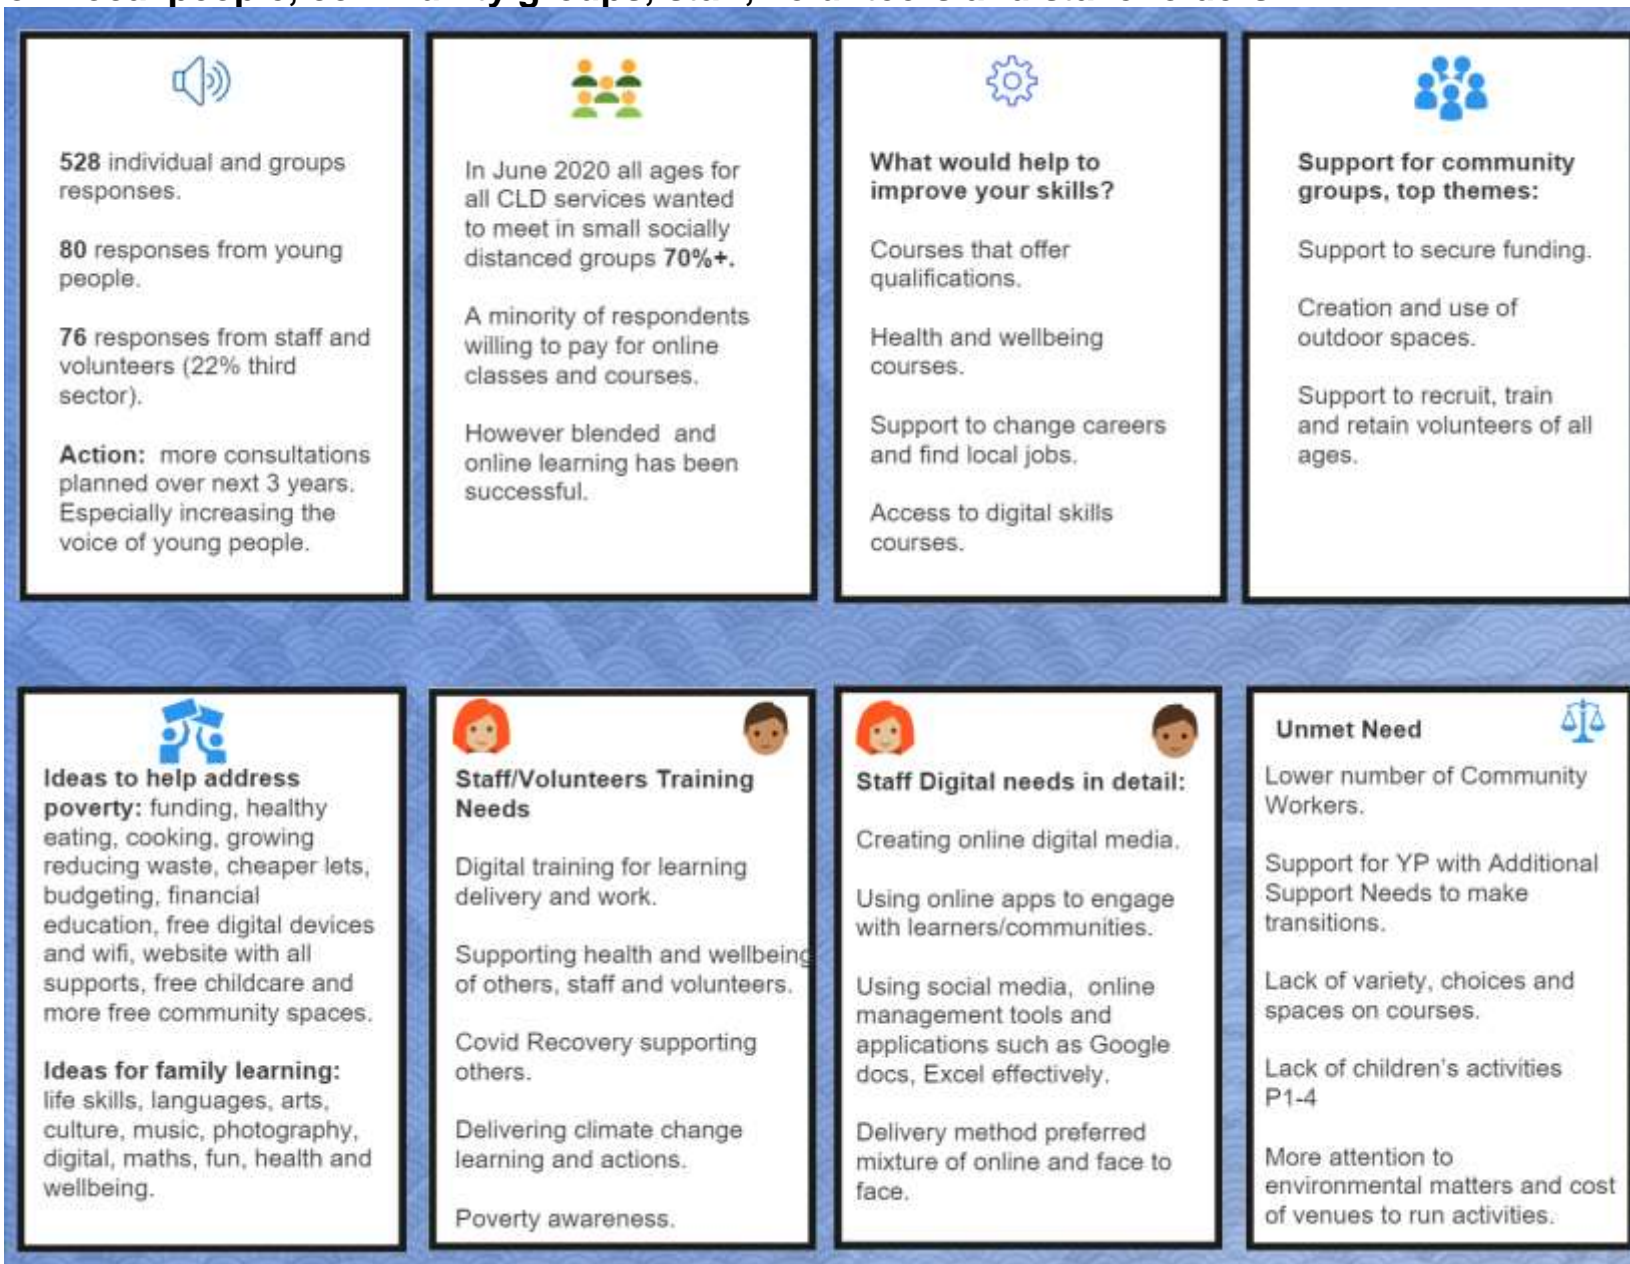 528 individual and groups
responses.
80 responses from young
people.
76 responses from staff and
volunteers (22% third
sector).
Action:  more consultations
planned over next 3 years.
Especially increasing the
voice of young people.
In June 2020 all ages for
all CLD services wanted
to meet in small socially
distanced groups 70%+.
A minority of respondents
willing to pay for online
classes and courses.
However blended  and
online learning has been
successful.
What would help to
improve your skills?
Courses that offer
qualifications.
Health and wellbeing
courses.
Support to change careers
and find local jobs.
Access to digital skills
courses.
Support for community
groups, top themes:
Support to secure funding.
Creation and use of
outdoor spaces.
Support to recruit, train
and retain volunteers of all
ages.
Ideas to help address
poverty: funding, healthy
eating, cooking, growing
reducing waste, cheaper lets,
budgeting, financial
education, free digital devices
and wifi, website with all
supports, free childcare and
more free community spaces.
Ideas for family learning:
life skills, languages, arts,
culture, music, photography,
digital, maths, fun, health and
wellbeing.
Staff/Volunteers Training
Needs
Digital training for learning
delivery and work.
Supporting health and wellbeing
of others, staff and volunteers.
Covid Recovery supporting
others.
Delivering climate change
learning and actions.
Poverty awareness.
Staff Digital needs in detail:
Creating online digital media.
Using online apps to engage
with learners/communities.
Using social media,  online
management tools and
applications such as Google
docs, Excel effectively.
Delivery method preferred
mixture of online and face to
face.
Unmet Need
Lower number of Community
Workers.
Support for YP with Additional
Support Needs to make
transitions.
Lack of variety, choices and
spaces on courses.
Lack of children's activities
P1-4
More attention to
environmental matters and cost
of venues to run activities.